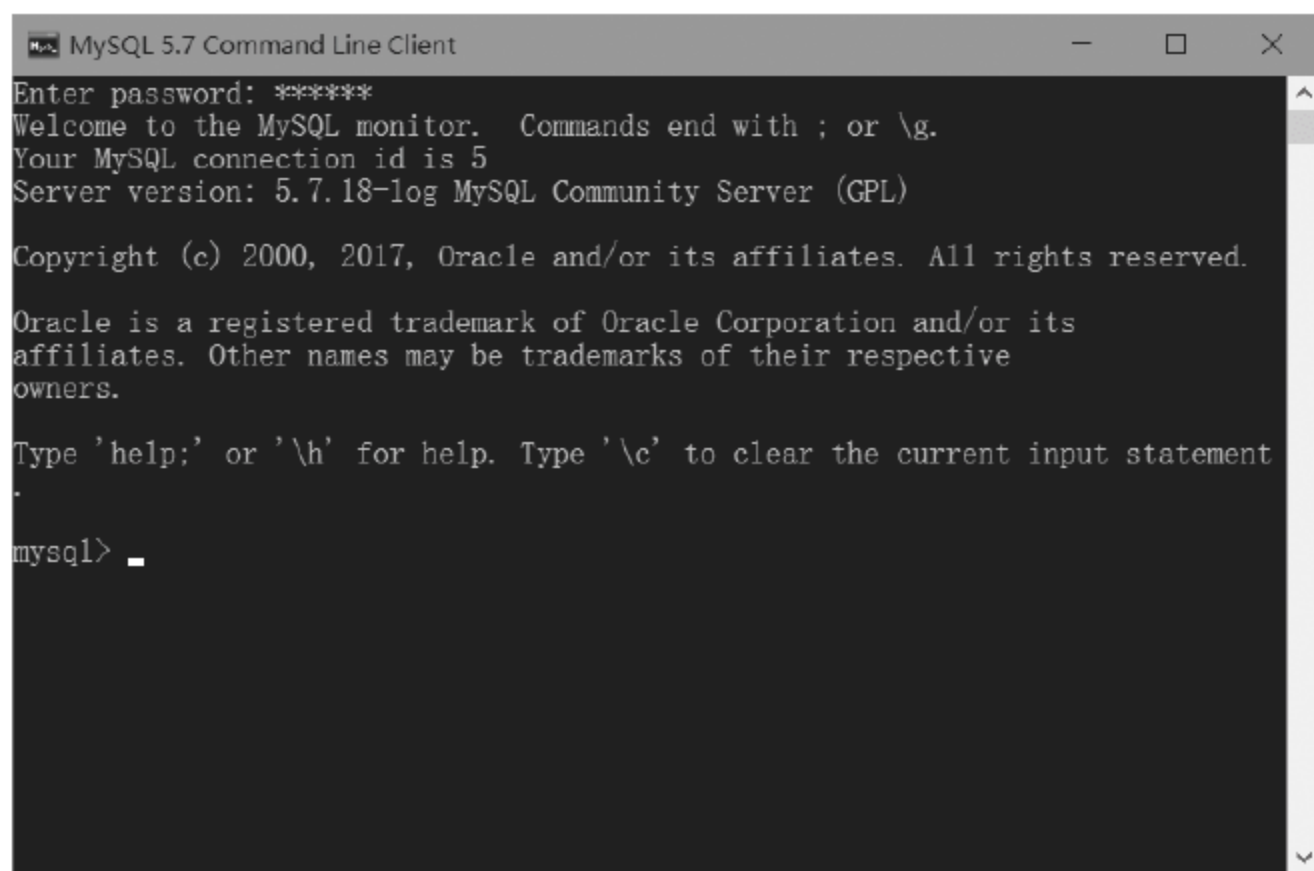 MySQL 5.7 Command Line Client
Enter password: ******
Welcome to the MySQL monitor.  Commands end with ; or \g.
Your MySQL connection id is 5
Server version: 5.7.18-log MySQL Community Server (GPL)
Copyright (c) 2000, 2017, Oracle and/or its affiliates. All rights reserved.
Oracle is a registered trademark of Oracle Corporation and/or its
affiliates. Other names may be trademarks of their respective
owners.
Type 'help;' or '\h' for help. Type '\c' to clear the current input statement
.
mysql>